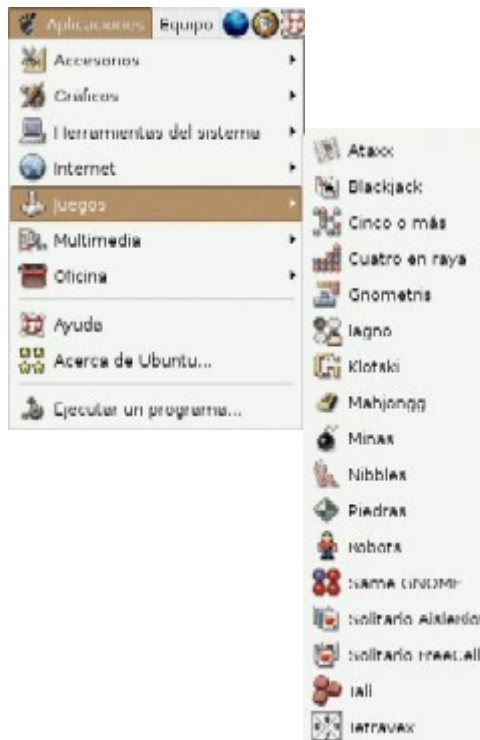 Aplicaciones Equipo
Accesorios
Gráficos
Herramientas del sistema
Internet
Juegos
Multimedia
Oficina
Ayuda
Acerca de Ubuntu...
Ejecutar un programa...
Ataxx
Blackjack
Cinco o más
Cuatro en raya
Gnometris
Iagno
Klotski
Mahjongg
Minas
Nibbles
Piedras
Robots
Same GNOME
Solitario Aisleriot
Solitario FreeCell
Tali
Tetravex